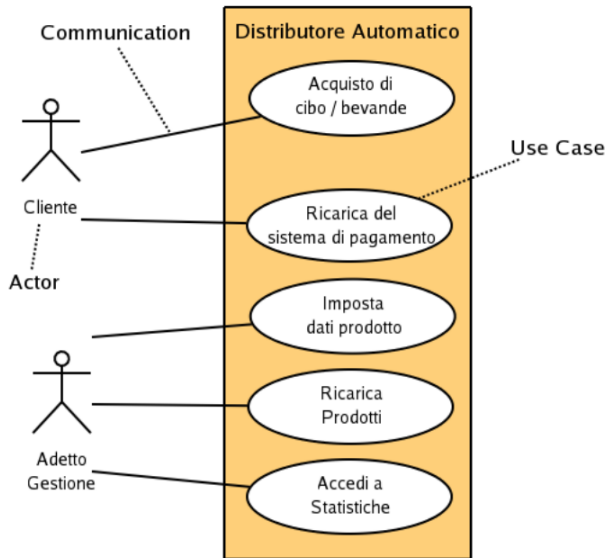 Communication
Distributore Automatico
Acquisto di
cibo / bevande
Use Case
Cliente
Ricarica del
sistema di pagamento
Actor
Imposta
dati prodotto
Ricarica
Prodotti
Adetto
Gestione
Accedi a
Statistiche